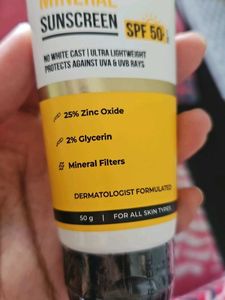 MINERAL
SUNSCREEN
SPF 50+
NO WHITE CAST | ULTRA LIGHTWEIGHT
PROTECTS AGAINST UVA & UVB RAYS
25% Zinc Oxide
2% Glycerin
Mineral Filters
DERMATOLOGIST FORMULATED
50 g | FOR ALL SKIN TYPES